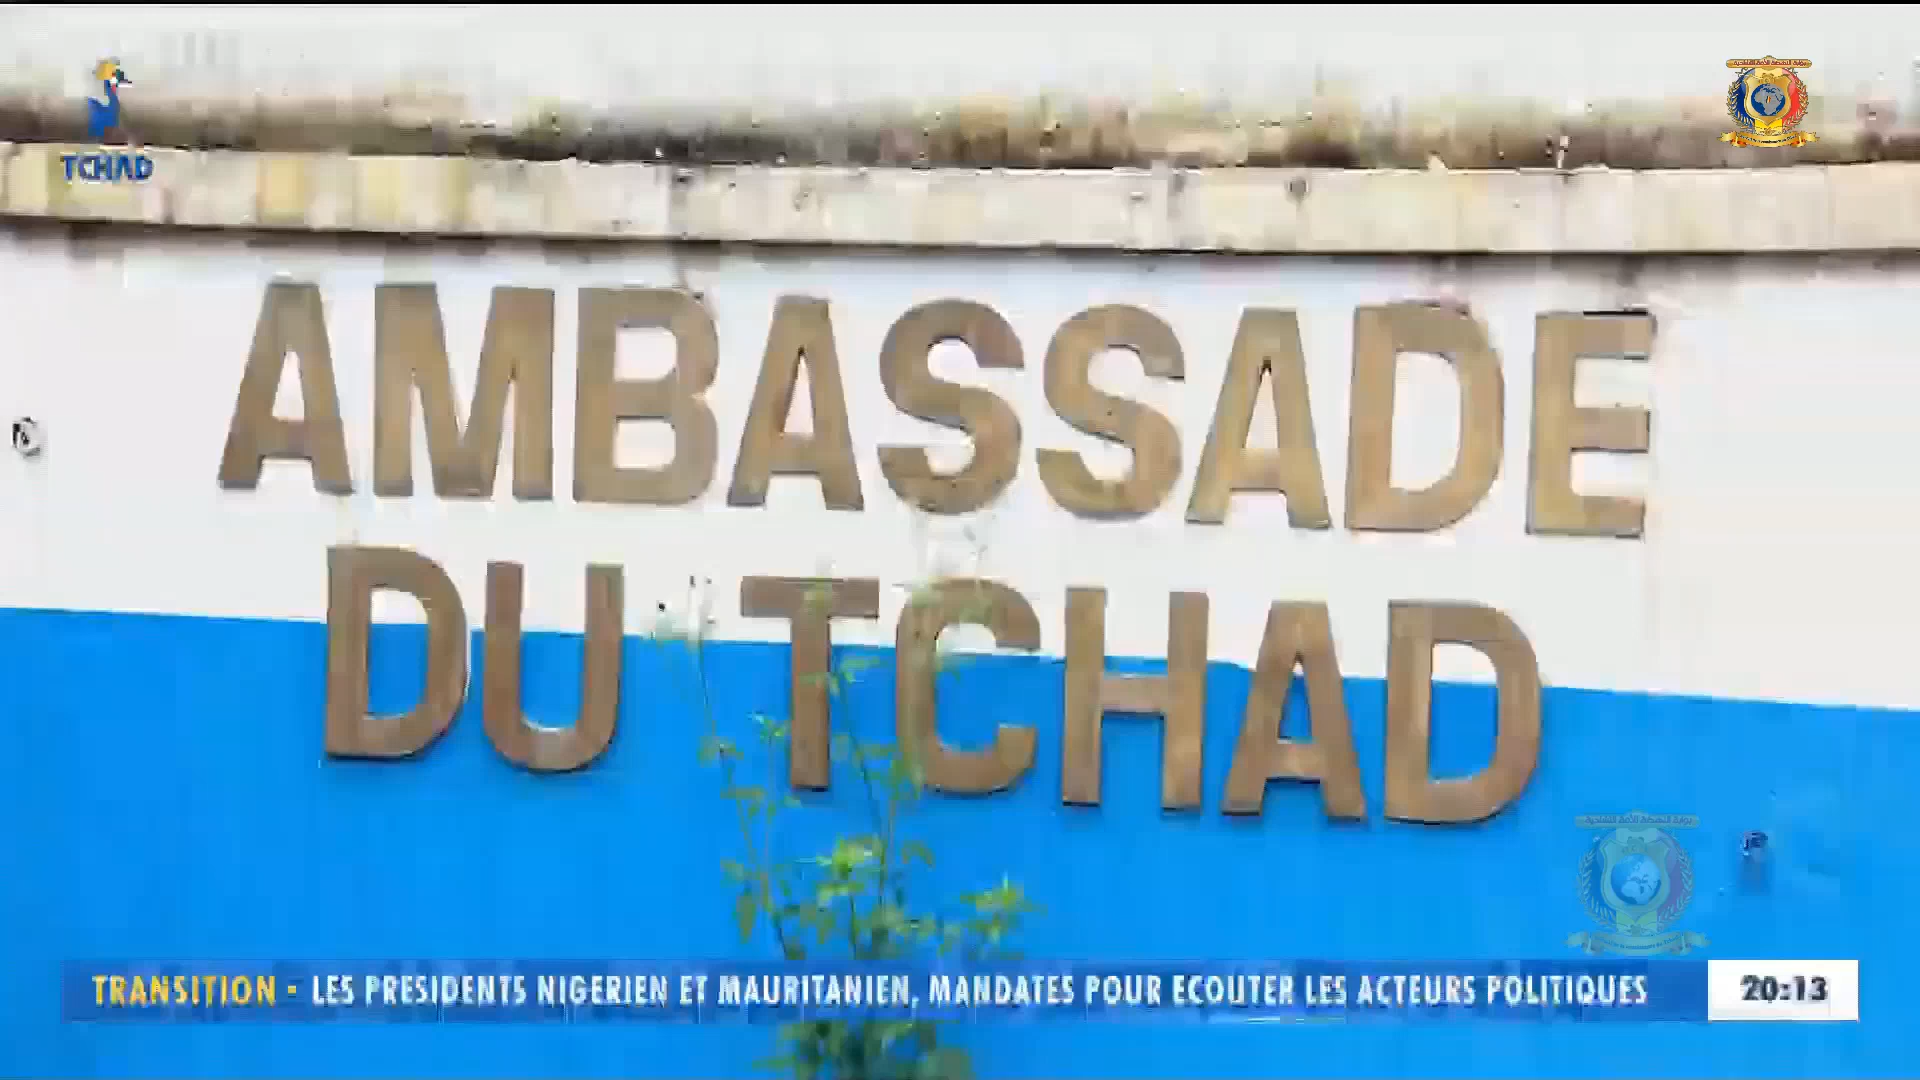 TCHAD
AMBASSADE
DU TCHAD
TRANSITION - LES PRESIDENTS NIGERIEN ET MAURITANIEN, MANDATES POUR ECOUTER LES ACTEURS POLITIQUES
20:13